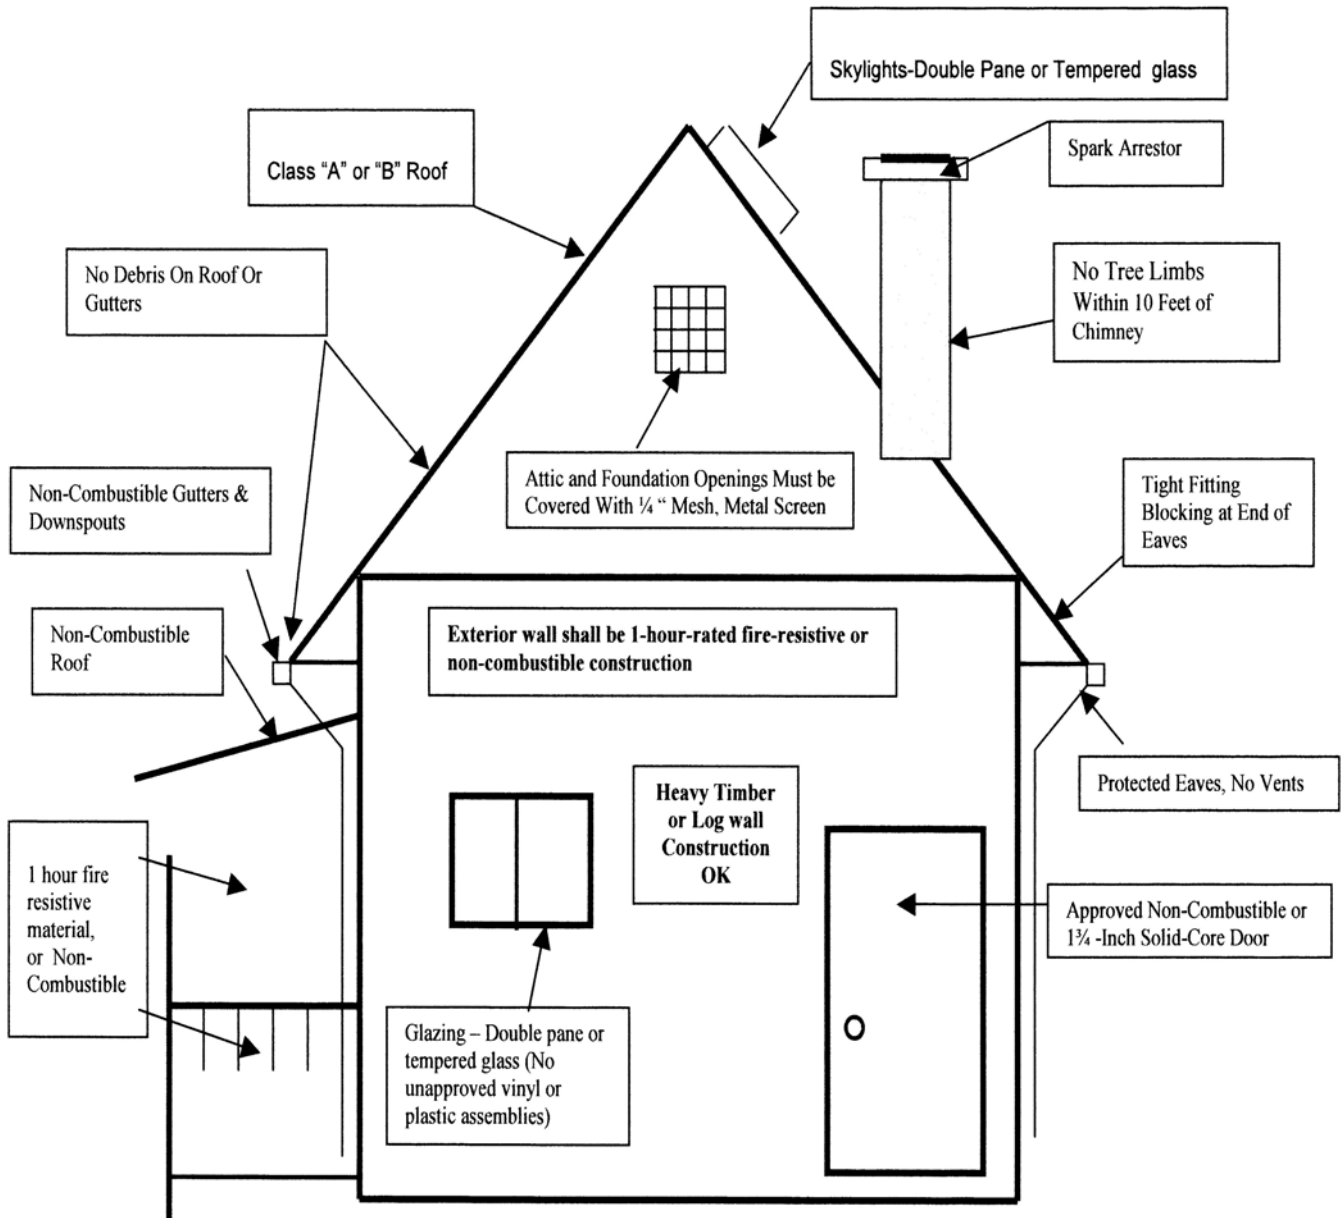 Skylights-Double Pane or Tempered glass
Class “A” or “B” Roof
Spark Arrestor
No Debris On Roof Or
Gutters
No Tree Limbs
Within 10 Feet of
Chimney
Attic and Foundation Openings Must be
Covered With ¼ “ Mesh, Metal Screen
Non-Combustible Gutters &
Downspouts
Tight Fitting
Blocking at End of
Eaves
Non-Combustible
Roof
Exterior wall shall be 1-hour-rated fire-resistive or
non-combustible construction
Protected Eaves, No Vents
Heavy Timber
or Log wall
Construction
OK
1 hour fire
resistive
material,
or Non-
Combustible
Approved Non-Combustible or
1¾ -Inch Solid-Core Door
Glazing – Double pane or
tempered glass (No
unapproved vinyl or
plastic assemblies)